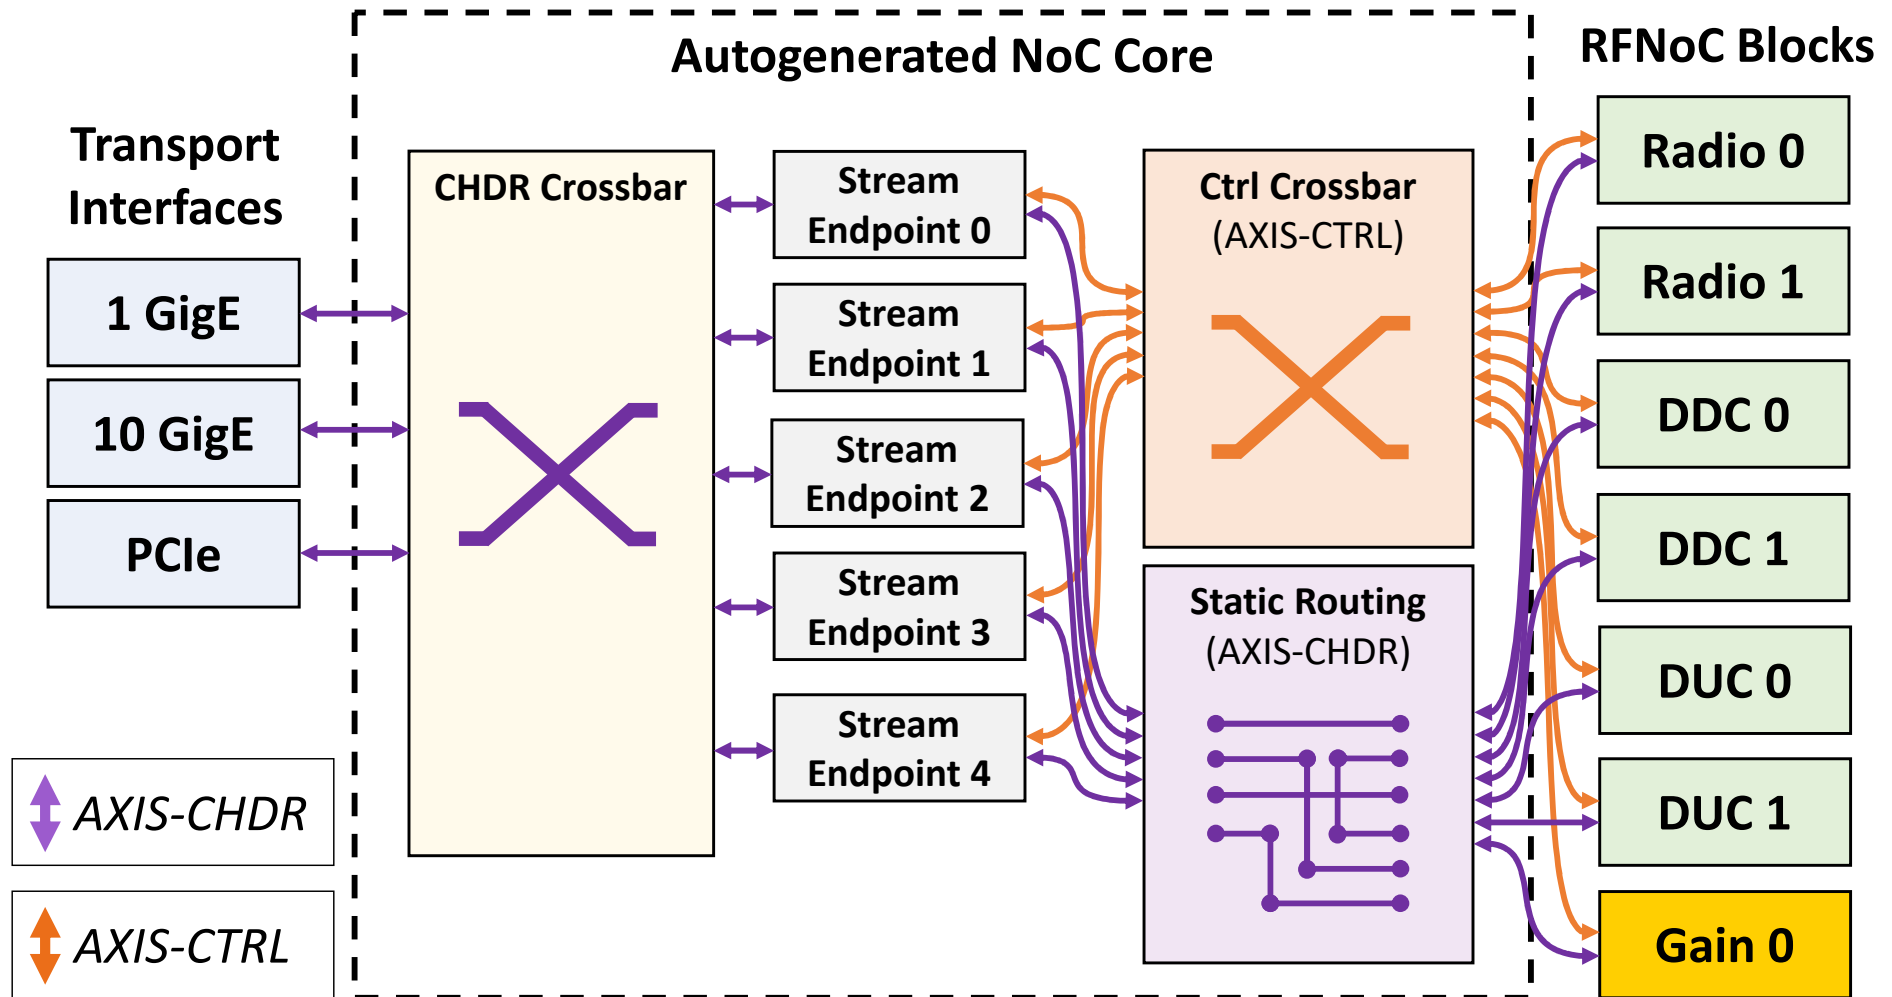 Autogenerated NoC Core
RFNoC Blocks
Transport
Interfaces
1 GigE
10 GigE
PCIe
CHDR Crossbar
Stream
Endpoint 0
Stream
Endpoint 1
Stream
Endpoint 2
Stream
Endpoint 3
Stream
Endpoint 4
Ctrl Crossbar
(AXIS-CTRL)
Static Routing
(AXIS-CHDR)
Radio 0
Radio 1
DDC 0
DDC 1
DUC 0
DUC 1
Gain 0
AXIS-CHDR
AXIS-CTRL